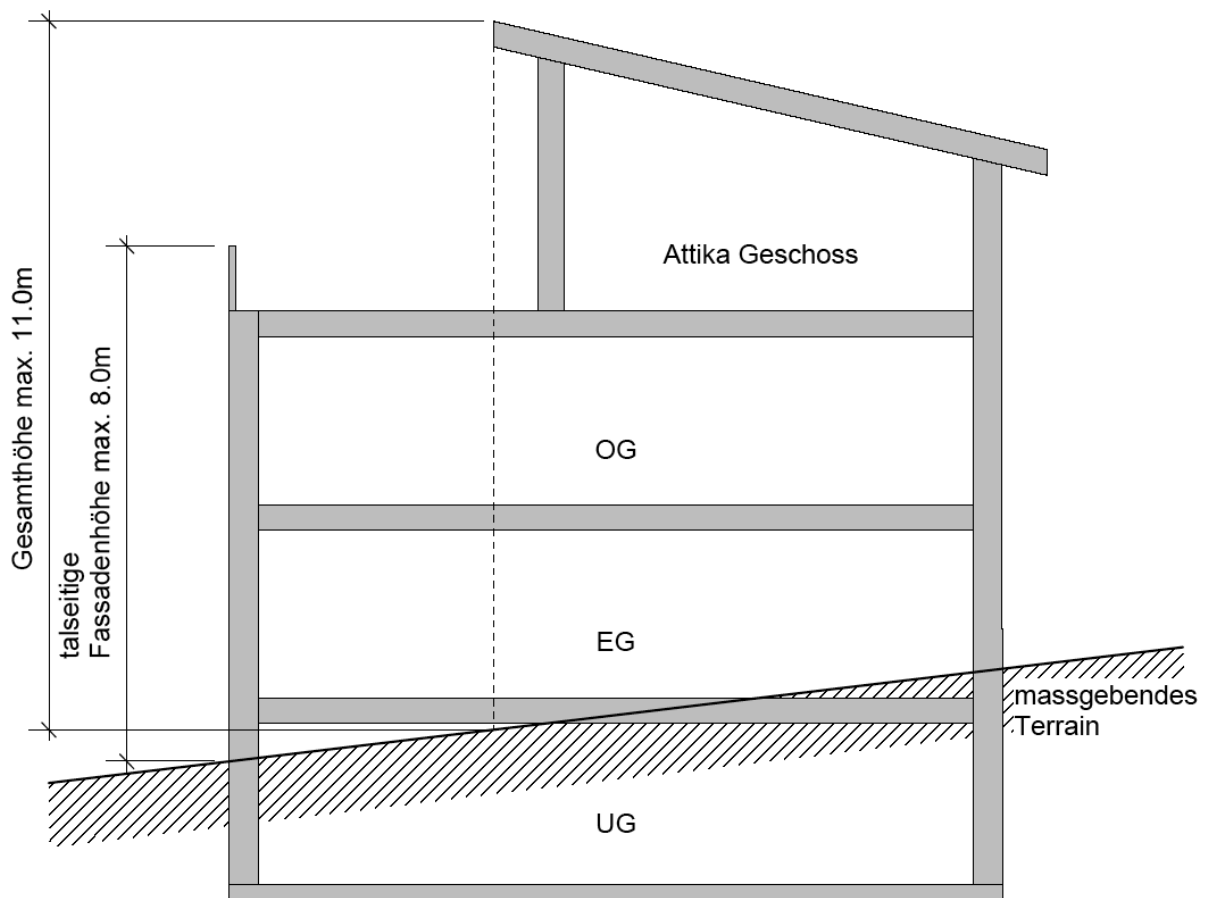 Gesamthöhe max. 11.0m
talseitige
Fassadenhöhe max. 8.0m
Attika Geschoss
OG
EG
massgebendes
Terrain
UG